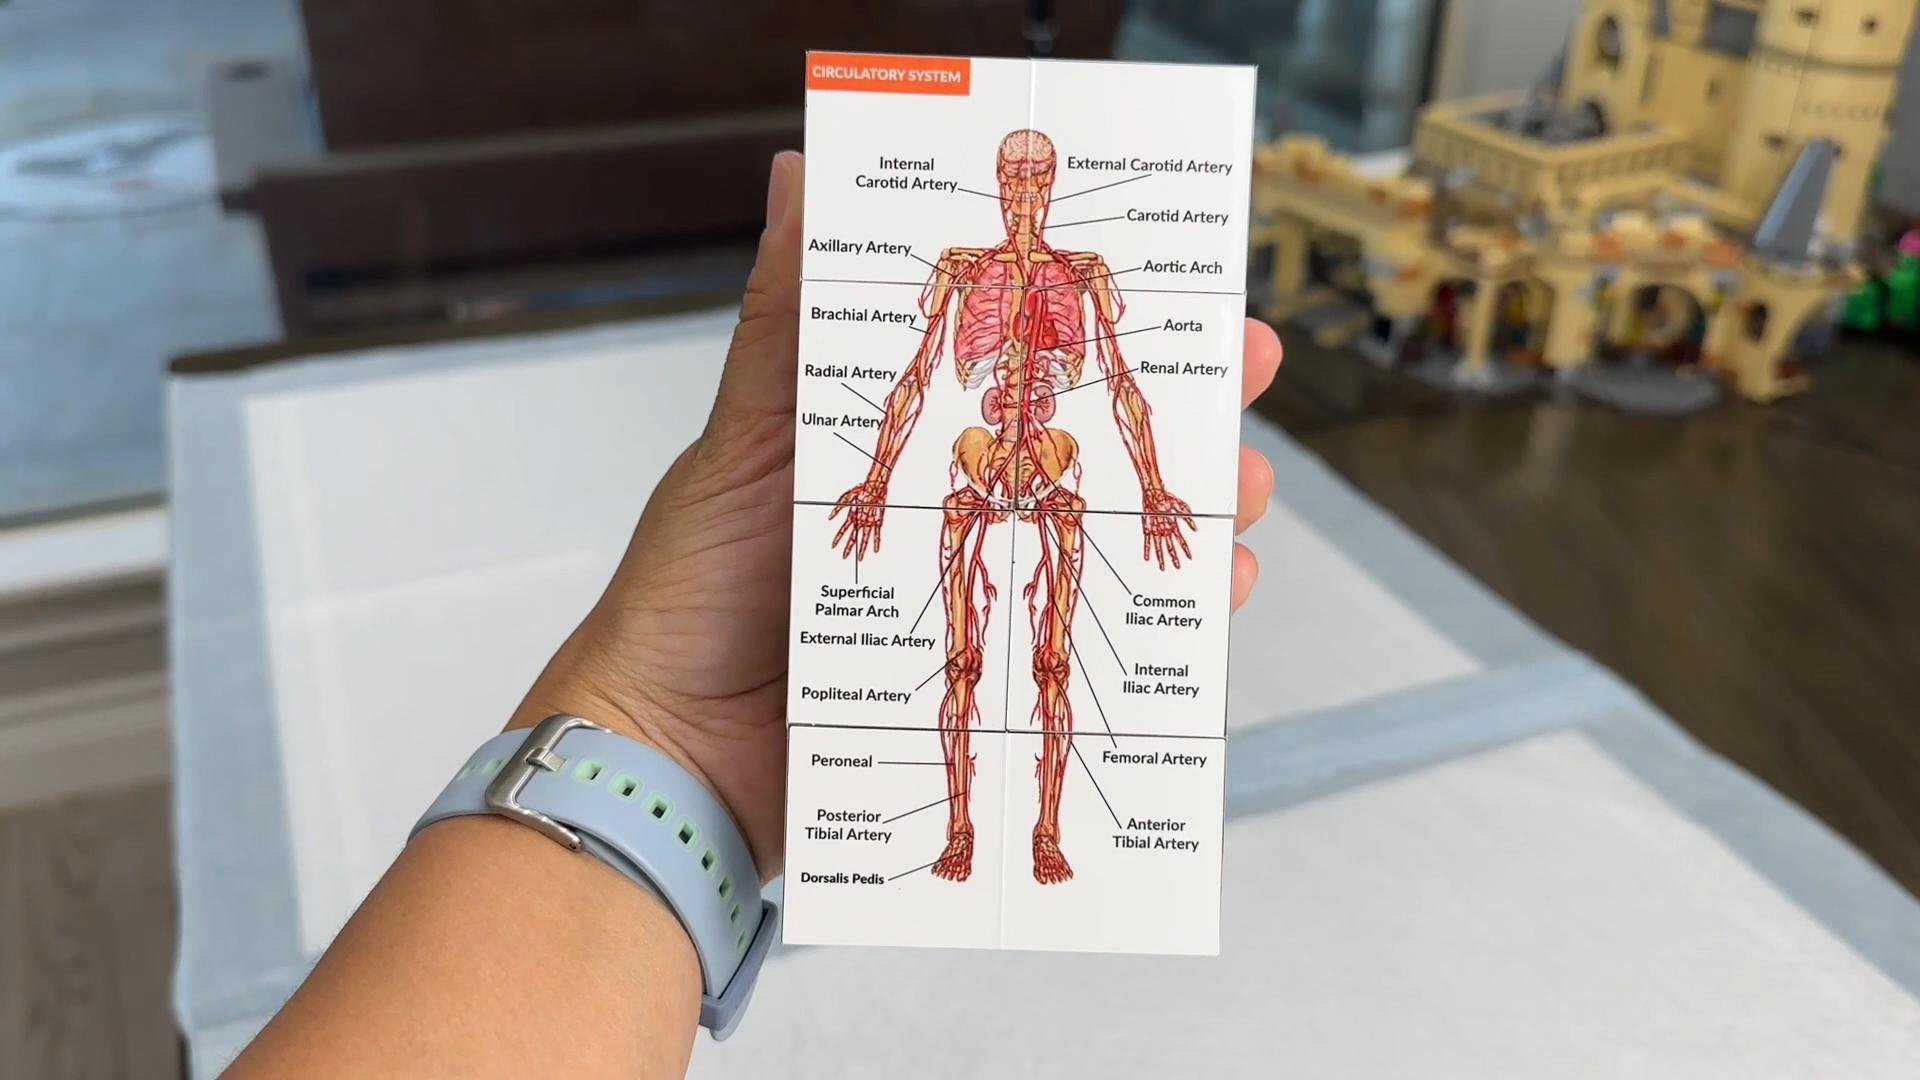 CIRCULATORY SYSTEM
Internal
Carotid Artery
External Carotid Artery
Carotid Artery
Axillary Artery
Aortic Arch
Brachial Artery
Aorta
Radial Artery
Renal Artery
Ulnar Artery
Superficial
Palmar Arch
Common
Iliac Artery
External Iliac Artery
Internal
Iliac Artery
Popliteal Artery
Peroneal
Femoral Artery
Posterior
Tibial Artery
Anterior
Tibial Artery
Dorsalis Pedis